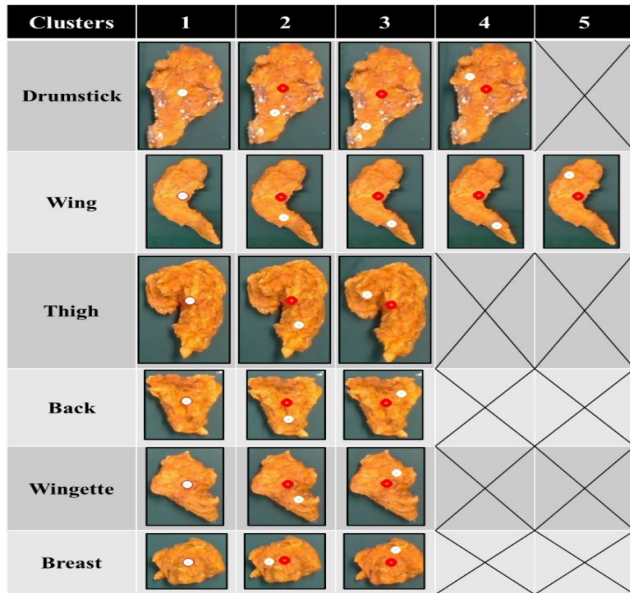 Clusters 1 2 3 4 5
Drumstick
Wing
Thigh
Back
Wingette
Breast